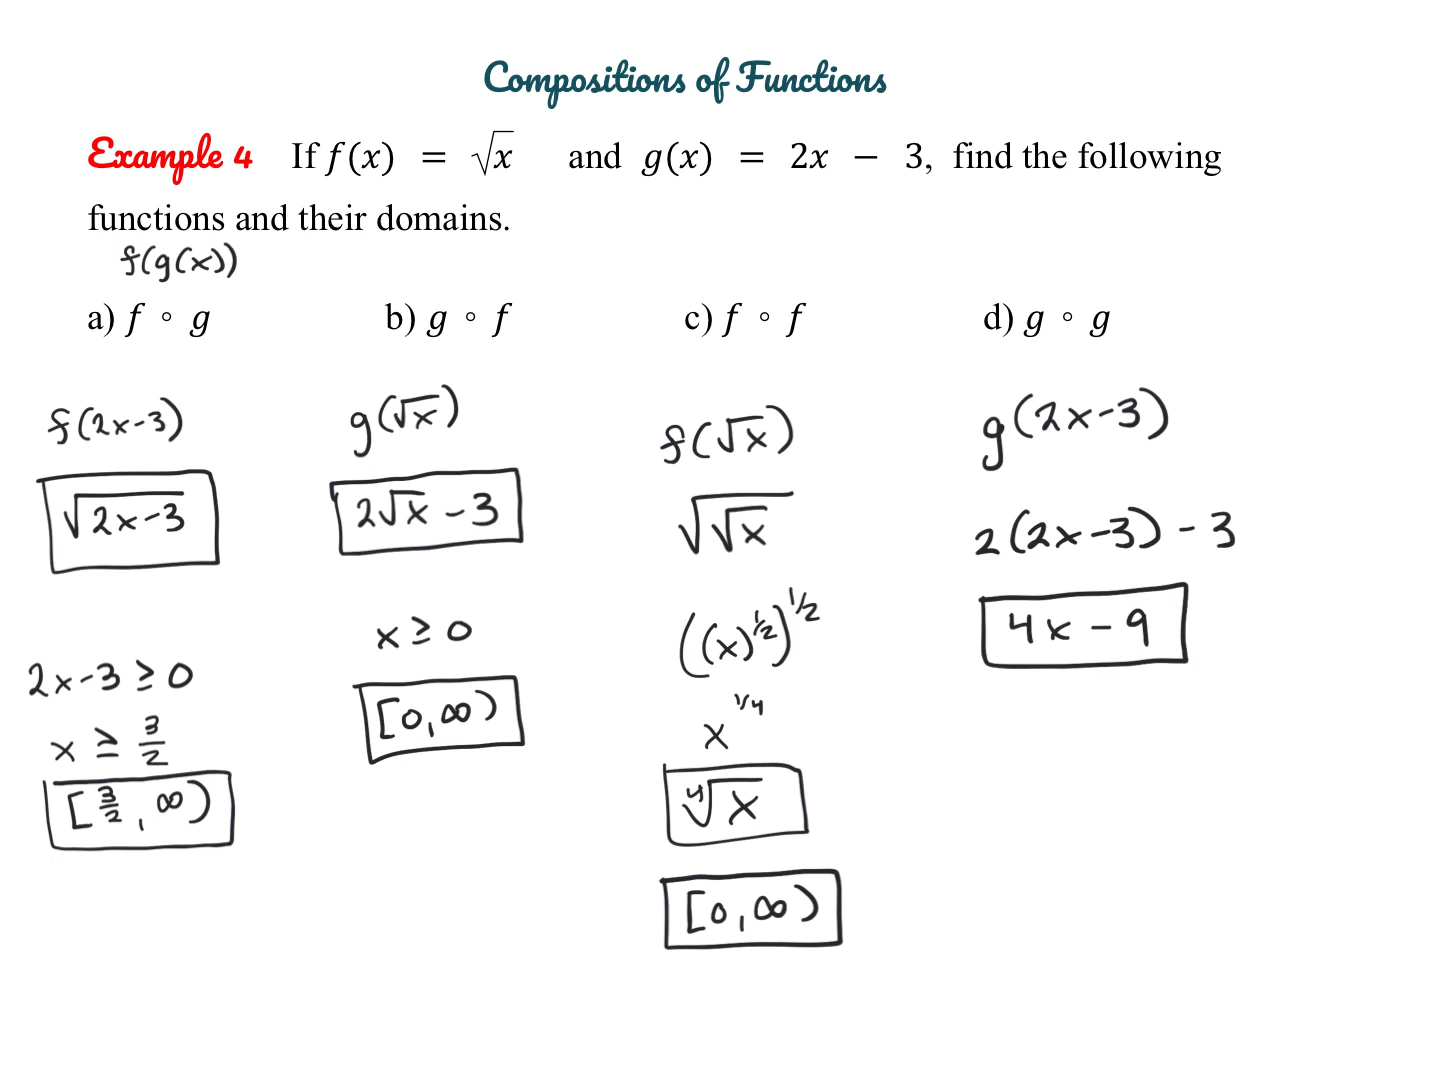 Compositions of Functions
Example 4 If f(x) = √x and g(x) = 2x − 3, find the following
functions and their domains.
f(g(x))
a) f ∘ g
b) g ∘ f
c) f ∘ f
d) g ∘ g
f(2x-3)
√(2x-3)
2x-3 ≥ 0
x ≥ 3/2
[3/2, ∞)
g(√x)
2√x - 3
x ≥ 0
[0, ∞)
f(√x)
√√x
((x)^1/2)^1/2
x^1/4
∜x
[0, ∞)
g(2x-3)
2(2x-3) - 3
4x - 9